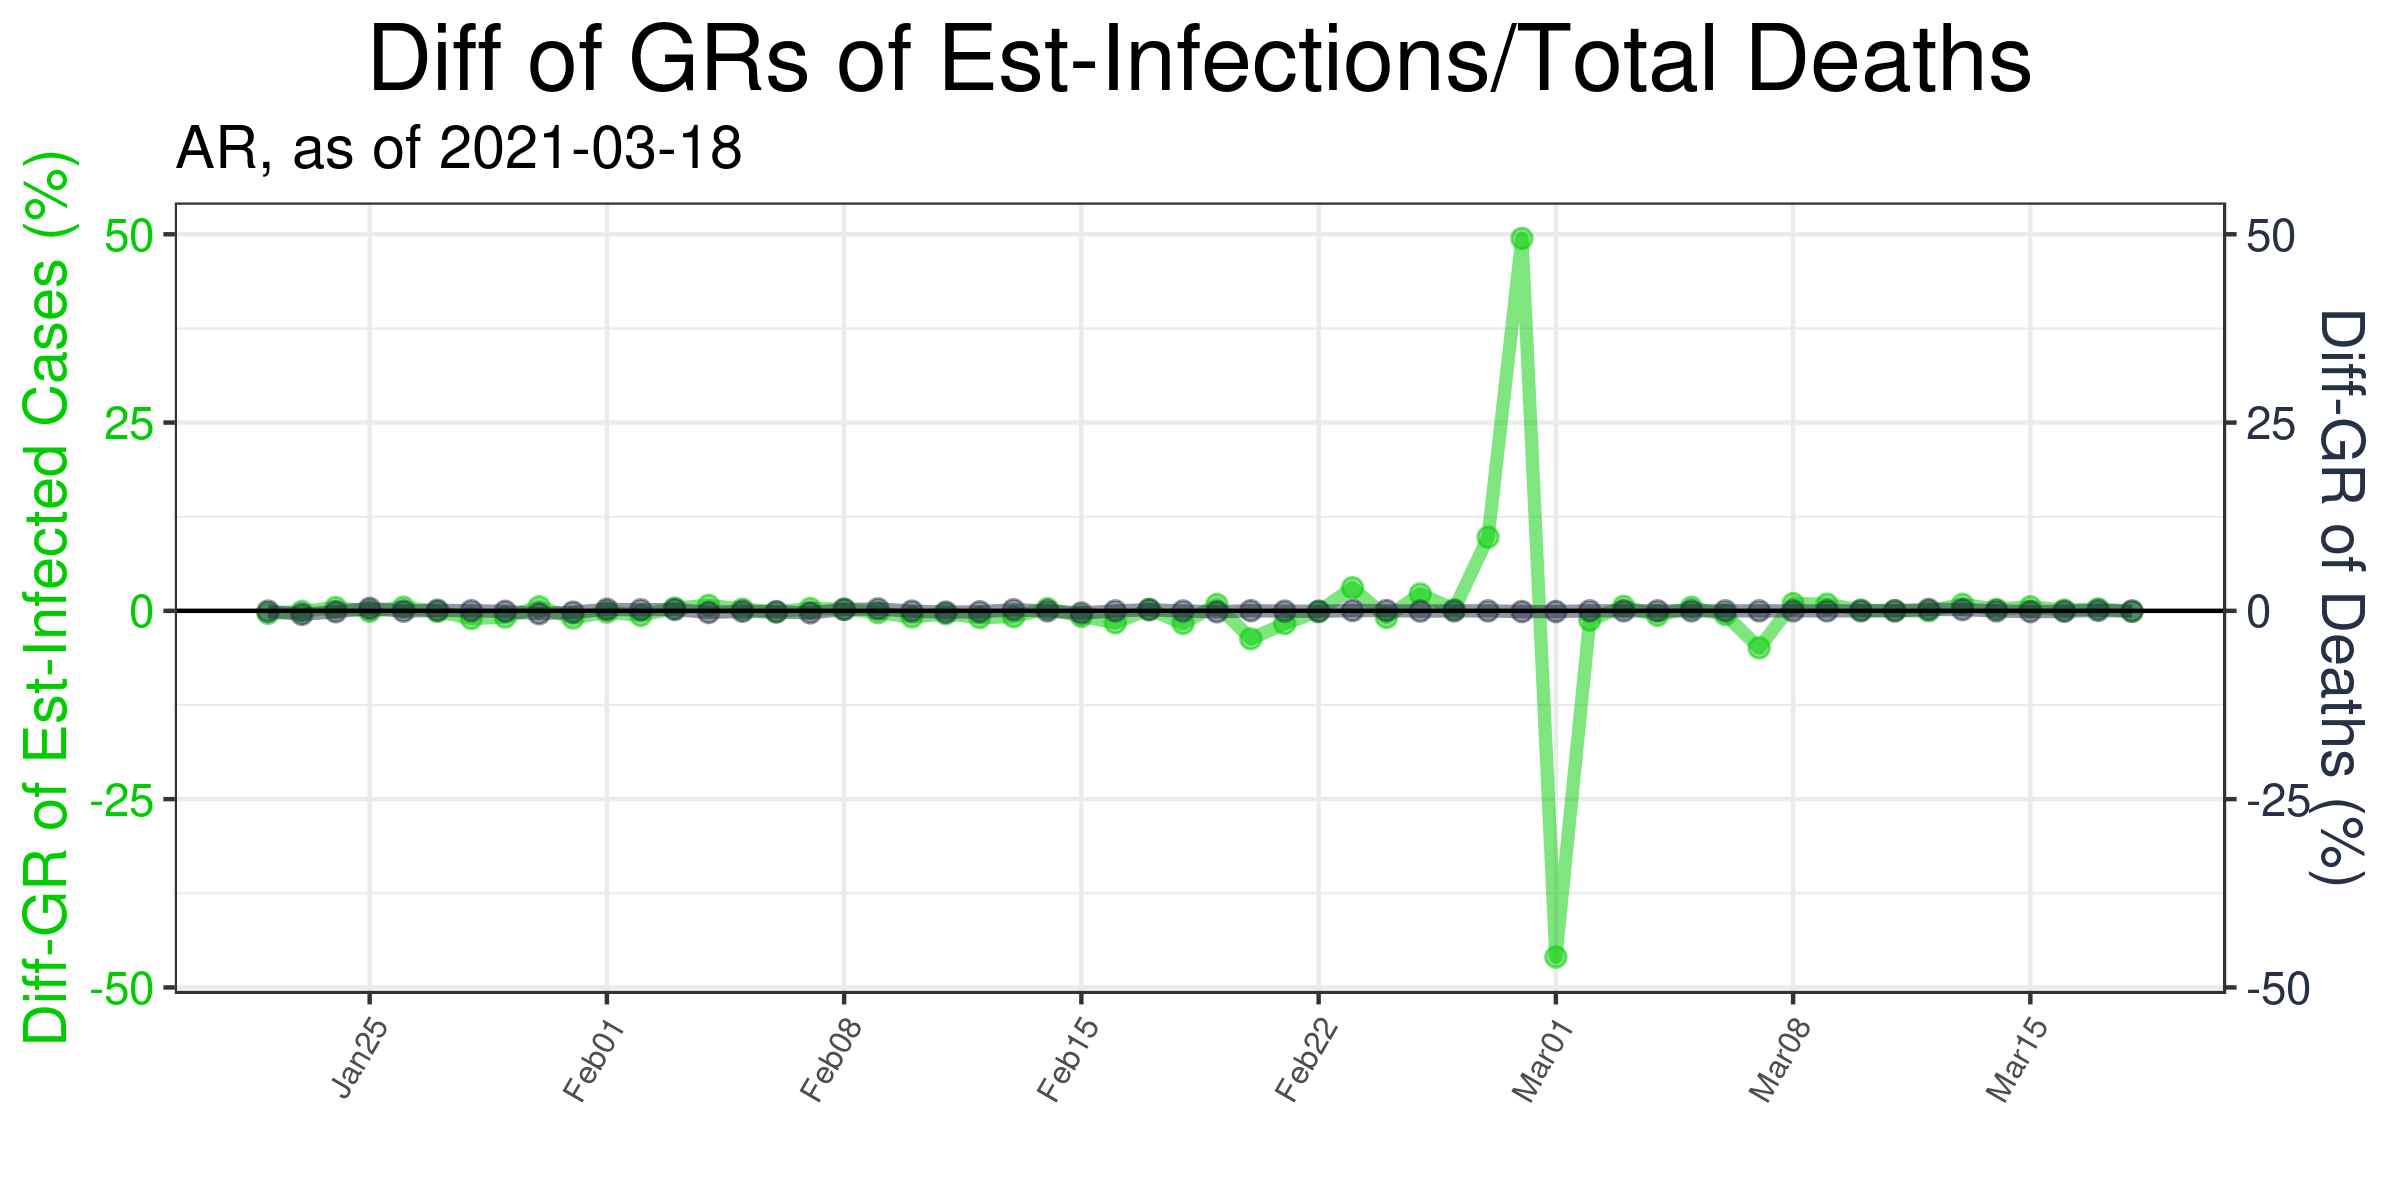 Diff of GRs of Est-Infections/Total Deaths
AR, as of 2021-03-18
Diff-GR of Est-Infected Cases (%)
50
25
0
-25
-50
50
25
0
-25
-50
Diff-GR of Deaths (%)
Jan25
Feb01
Feb08
Feb15
Feb22
Mar01
Mar08
Mar15